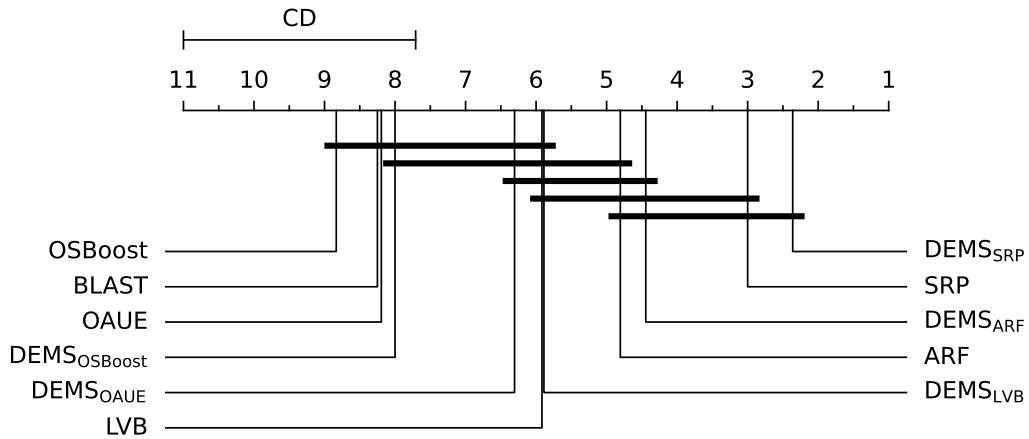 CD
11 10 9 8 7 6 5 4 3 2 1
OSBoost DEMS_SRP
BLAST SRP
OAUE DEMS_ARF
DEMS_OSBoost ARF
DEMS_OAUE DEMS_LVB
LVB